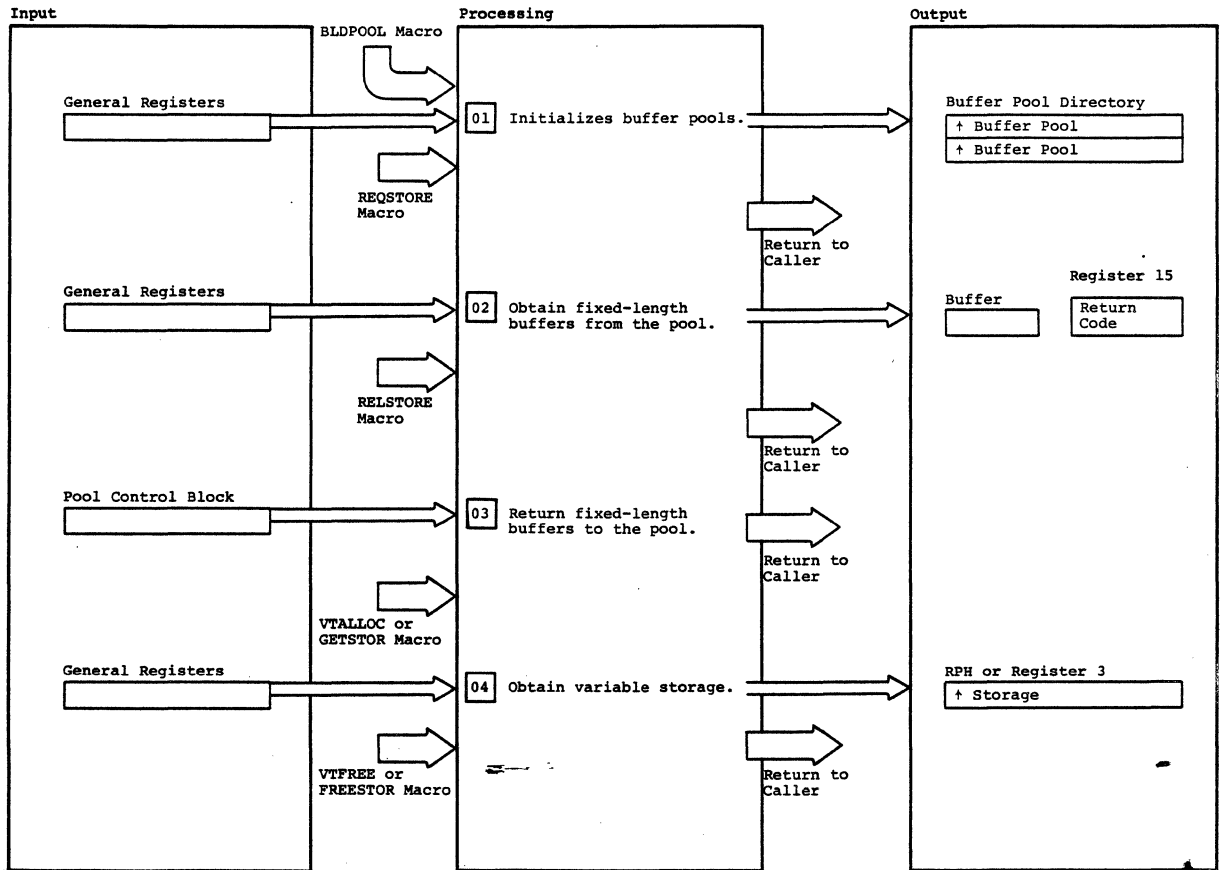 Input
Processing
Output
BLDPOOL Macro
General Registers
01 Initializes buffer pools.
Buffer Pool Directory
↑ Buffer Pool
↑ Buffer Pool
REQSTORE
Macro
Return to
Caller
General Registers
02 Obtain fixed-length
buffers from the pool.
Buffer
Register 15
Return
Code
RELSTORE
Macro
Return to
Caller
Pool Control Block
03 Return fixed-length
buffers to the pool.
Return to
Caller
VTALLOC or
GETSTOR Macro
General Registers
04 Obtain variable storage.
RPH or Register 3
↑ Storage
VTFREE or
FREESTOR Macro
Return to
Caller